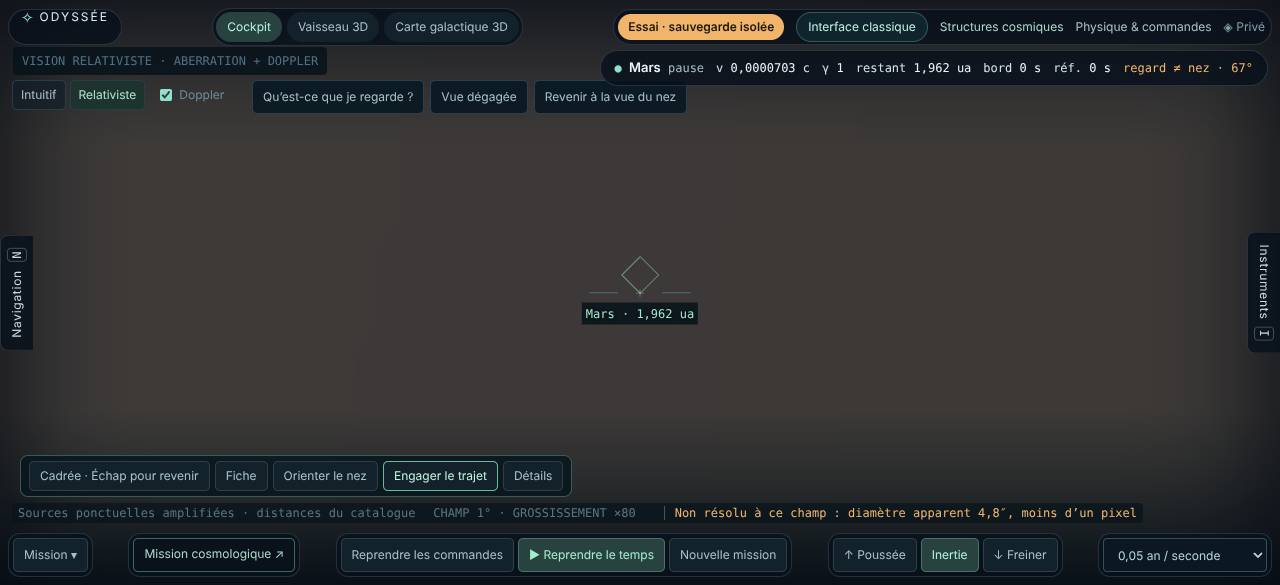 ✧ ODYSSÉE
Cockpit Vaisseau 3D Carte galactique 3D
Essai · sauvegarde isolée Interface classique Structures cosmiques Physique & commandes ◈ Privé
VISION RELATIVISTE · ABERRATION + DOPPLER
● Mars pause v 0,0000703 c γ 1 restant 1,962 ua bord 0 s réf. 0 s regard ≠ nez · 67°
Intuitif Relativiste Doppler Qu’est-ce que je regarde ? Vue dégagée Revenir à la vue du nez
Navigation N
Instruments I
Mars · 1,962 ua
Cadrée · Échap pour revenir Fiche Orienter le nez Engager le trajet Détails
Sources ponctuelles amplifiées · distances du catalogue CHAMP 1° · GROSSISSEMENT ×80 Non résolu à ce champ : diamètre apparent 4,8″, moins d’un pixel
Mission ▾ Mission cosmologique ↗ Reprendre les commandes ▶ Reprendre le temps Nouvelle mission ↑ Poussée Inertie ↓ Freiner 0,05 an / seconde